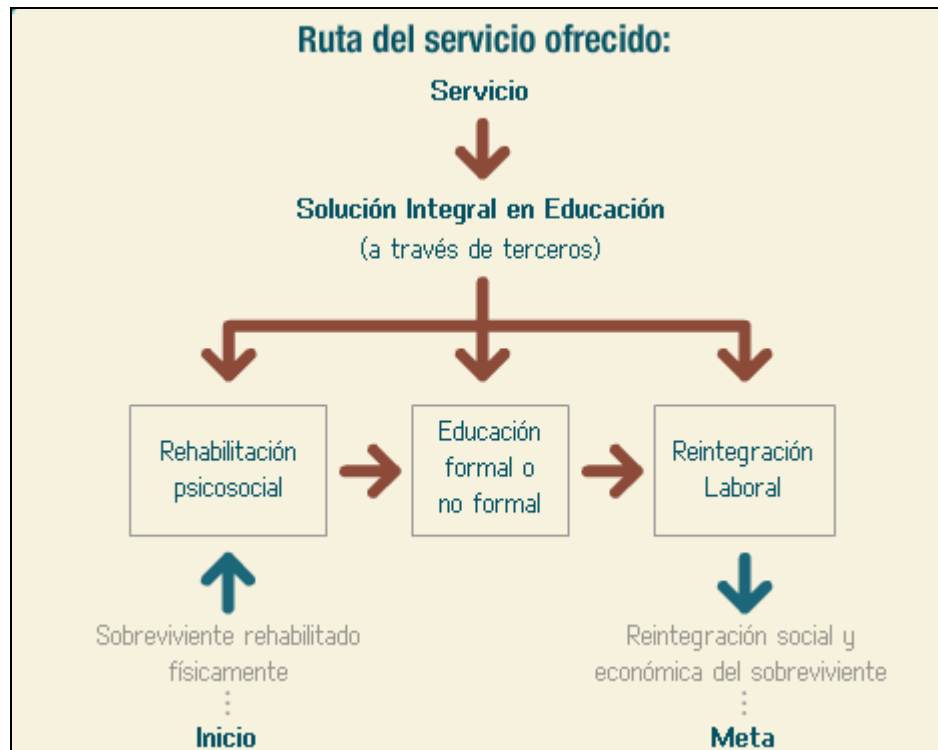 Ruta del servicio ofrecido:
Servicio
Solución Integral en Educación
(a través de terceros)
Rehabilitación
psicosocial
Educación
formal o
no formal
Reintegración
Laboral
Sobreviviente rehabilitado
físicamente
Inicio
Reintegración social y
económica del sobreviviente
Meta